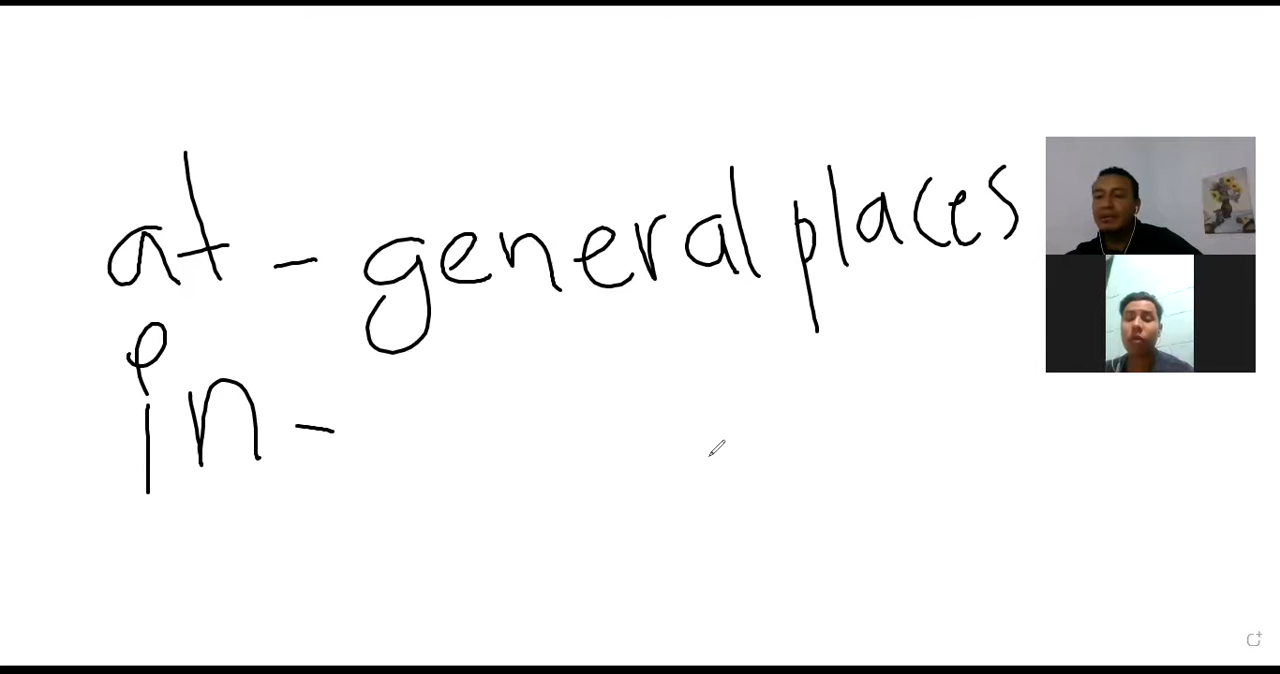 at - general places
in -